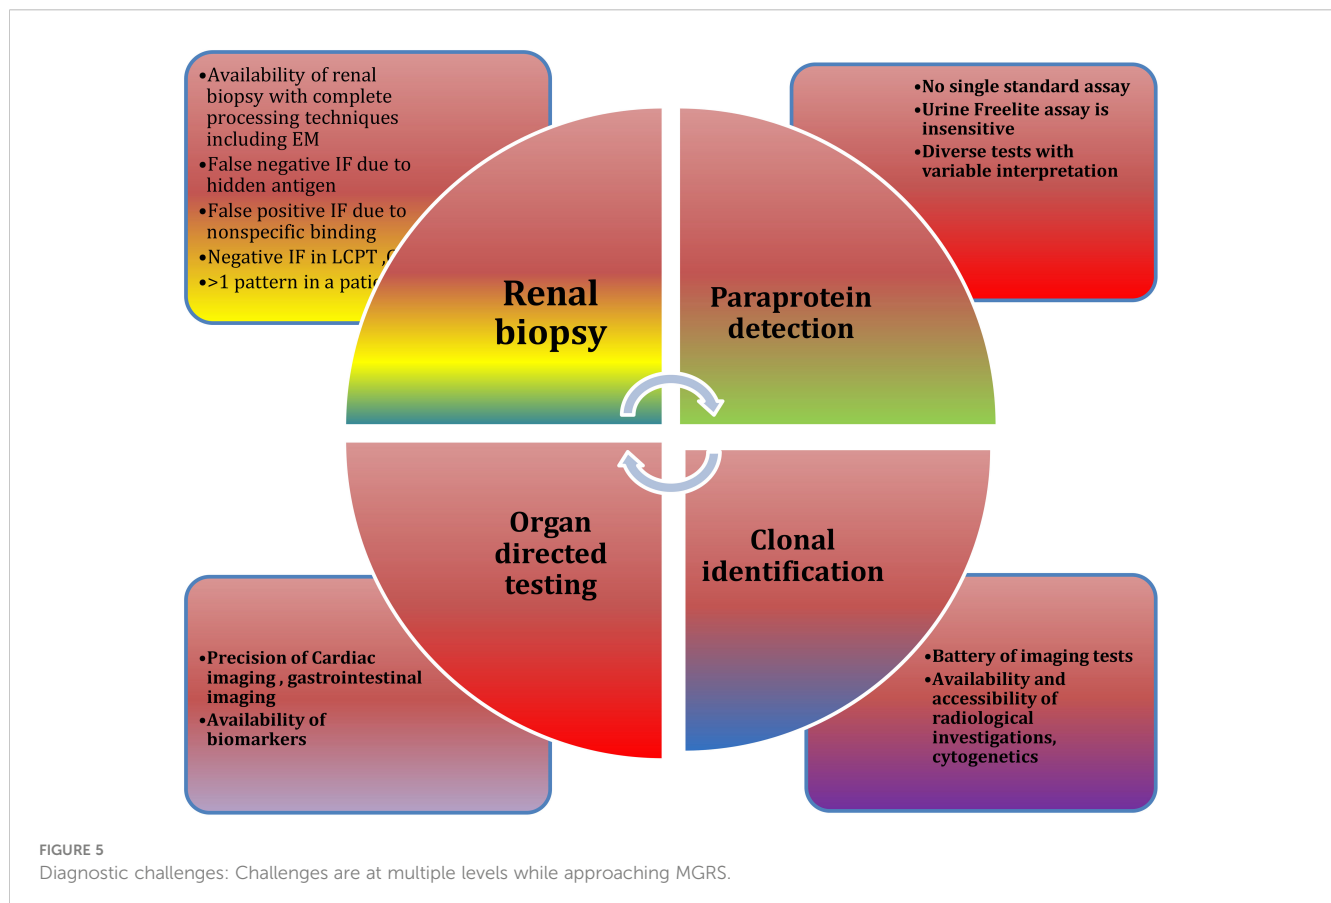 •Availability of renal
biopsy with complete
processing techniques
including EM
•False negative IF due to
hidden antigen
•False positive IF due to
nonspecific binding
•Negative IF in LCPT ,
•>1 pattern in a
Renal
biopsy
•No single standard assay
•Urine Freelite assay is
insensitive
•Diverse tests with
variable interpretation
Paraprotein
detection
Organ
directed
testing
•Precision of Cardiac
imaging , gastrointestinal
imaging
•Availability of
biomarkers
Clonal
identification
•Battery of imaging tests
•Availability and
accessibility of
radiological
investigations,
cytogenetics
FIGURE 5
Diagnostic challenges: Challenges are at multiple levels while approaching MGRS.